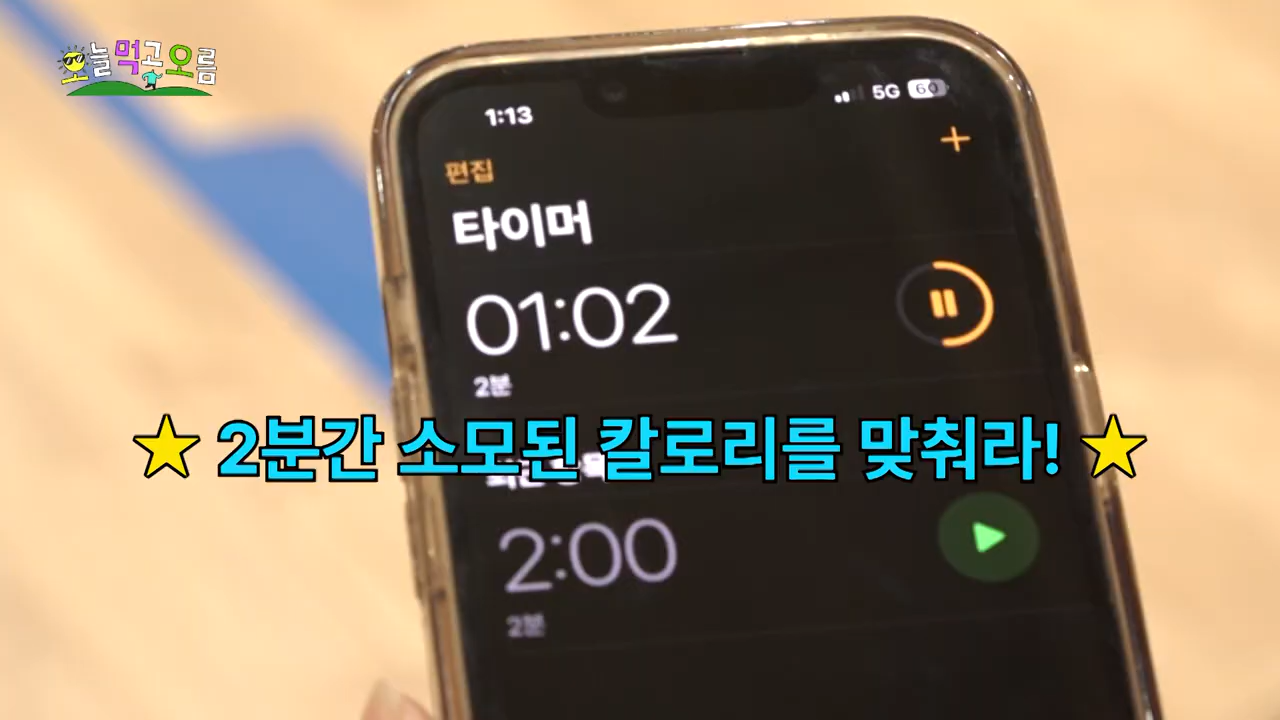 오늘 먹고 오름
1:13
5G 60
편집
타이머
01:02
2분
2분간 소모된 칼로리를 맞춰라!
2:00
2분